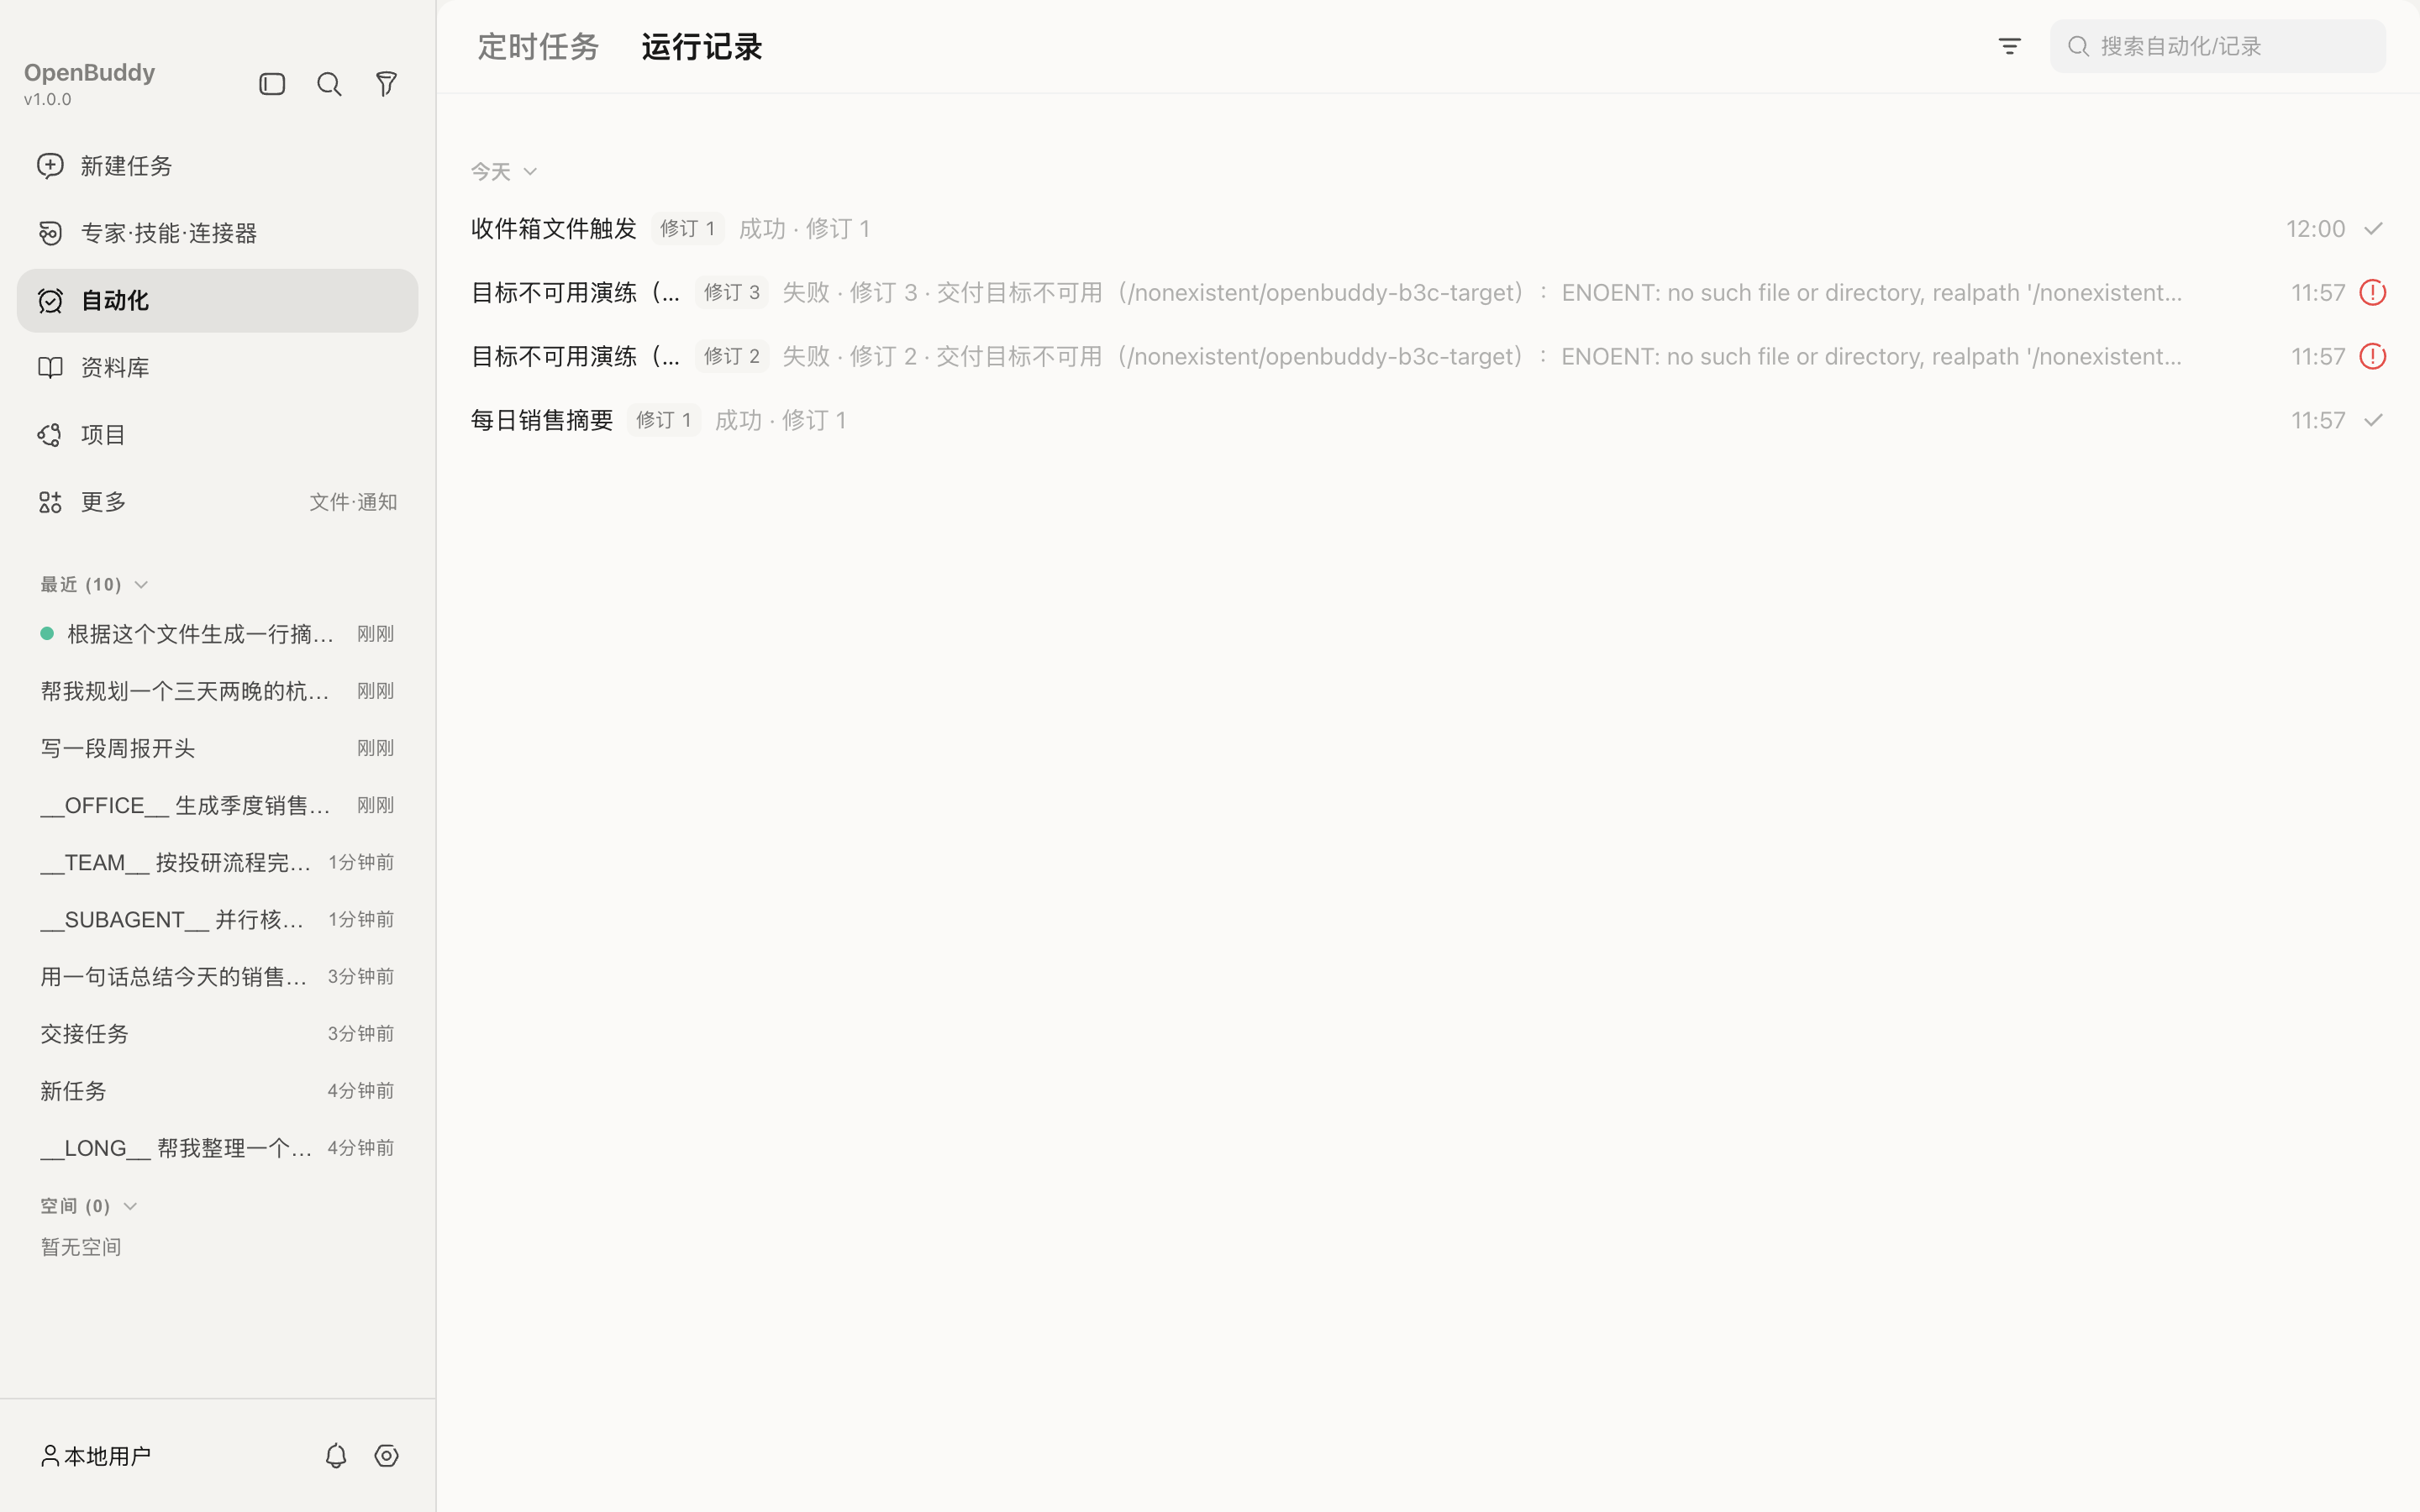 OpenBuddy
v1.0.0
新建任务
专家·技能·连接器
自动化
资料库
项目
更多 文件·通知
最近 (10)
根据这个文件生成一行摘… 刚刚
帮我规划一个三天两晚的杭… 刚刚
写一段周报开头 刚刚
__OFFICE__ 生成季度销售… 刚刚
__TEAM__ 按投研流程完… 1分钟前
__SUBAGENT__ 并行核… 1分钟前
用一句话总结今天的销售… 3分钟前
交接任务 3分钟前
新任务 4分钟前
__LONG__ 帮我整理一个… 4分钟前
空间 (0)
暂无空间
本地用户
定时任务 运行记录 搜索自动化/记录
今天
收件箱文件触发 修订 1 成功 · 修订 1 12:00
目标不可用演练（... 修订 3 失败 · 修订 3 · 交付目标不可用（/nonexistent/openbuddy-b3c-target）：ENOENT: no such file or directory, realpath '/nonexistent... 11:57
目标不可用演练（... 修订 2 失败 · 修订 2 · 交付目标不可用（/nonexistent/openbuddy-b3c-target）：ENOENT: no such file or directory, realpath '/nonexistent... 11:57
每日销售摘要 修订 1 成功 · 修订 1 11:57